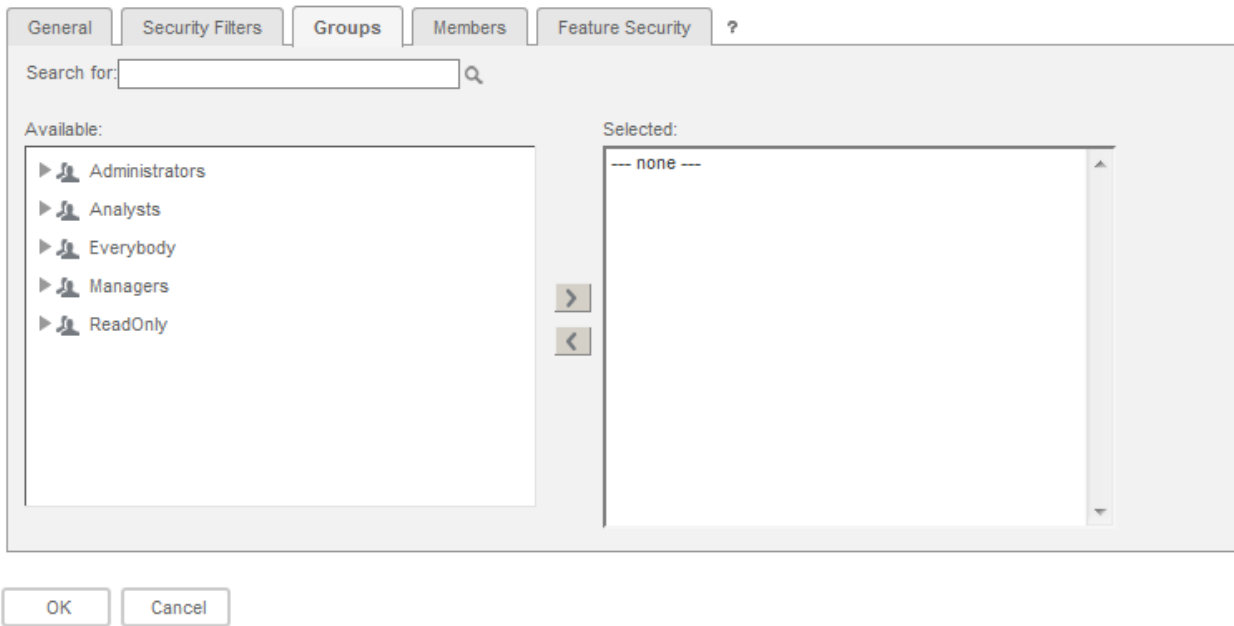 General Security Filters Groups Members Feature Security ?
Search for:
Available: Selected:
Administrators --- none ---
Analysts
Everybody
Managers
ReadOnly
OK Cancel